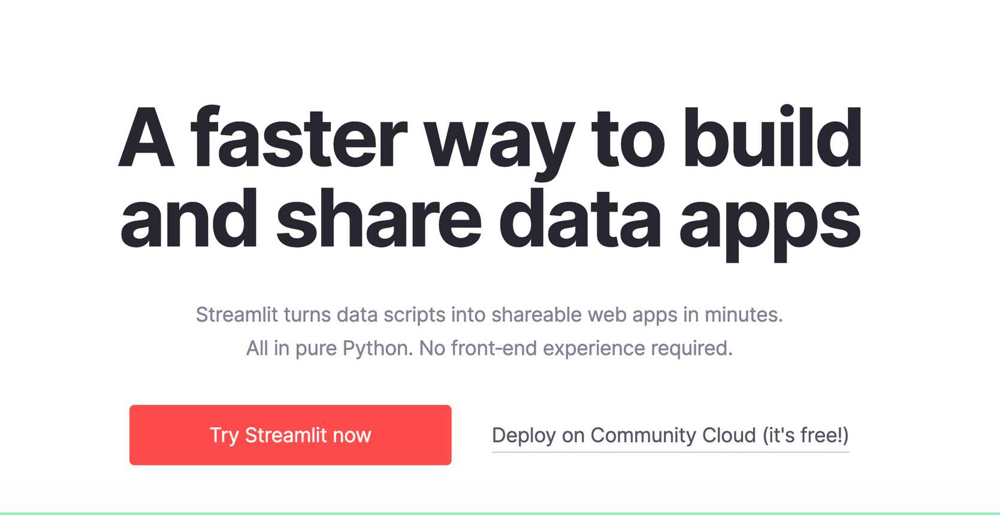 A faster way to build
and share data apps
Streamlit turns data scripts into shareable web apps in minutes.
All in pure Python. No front-end experience required.
Try Streamlit now
Deploy on Community Cloud (it's free!)